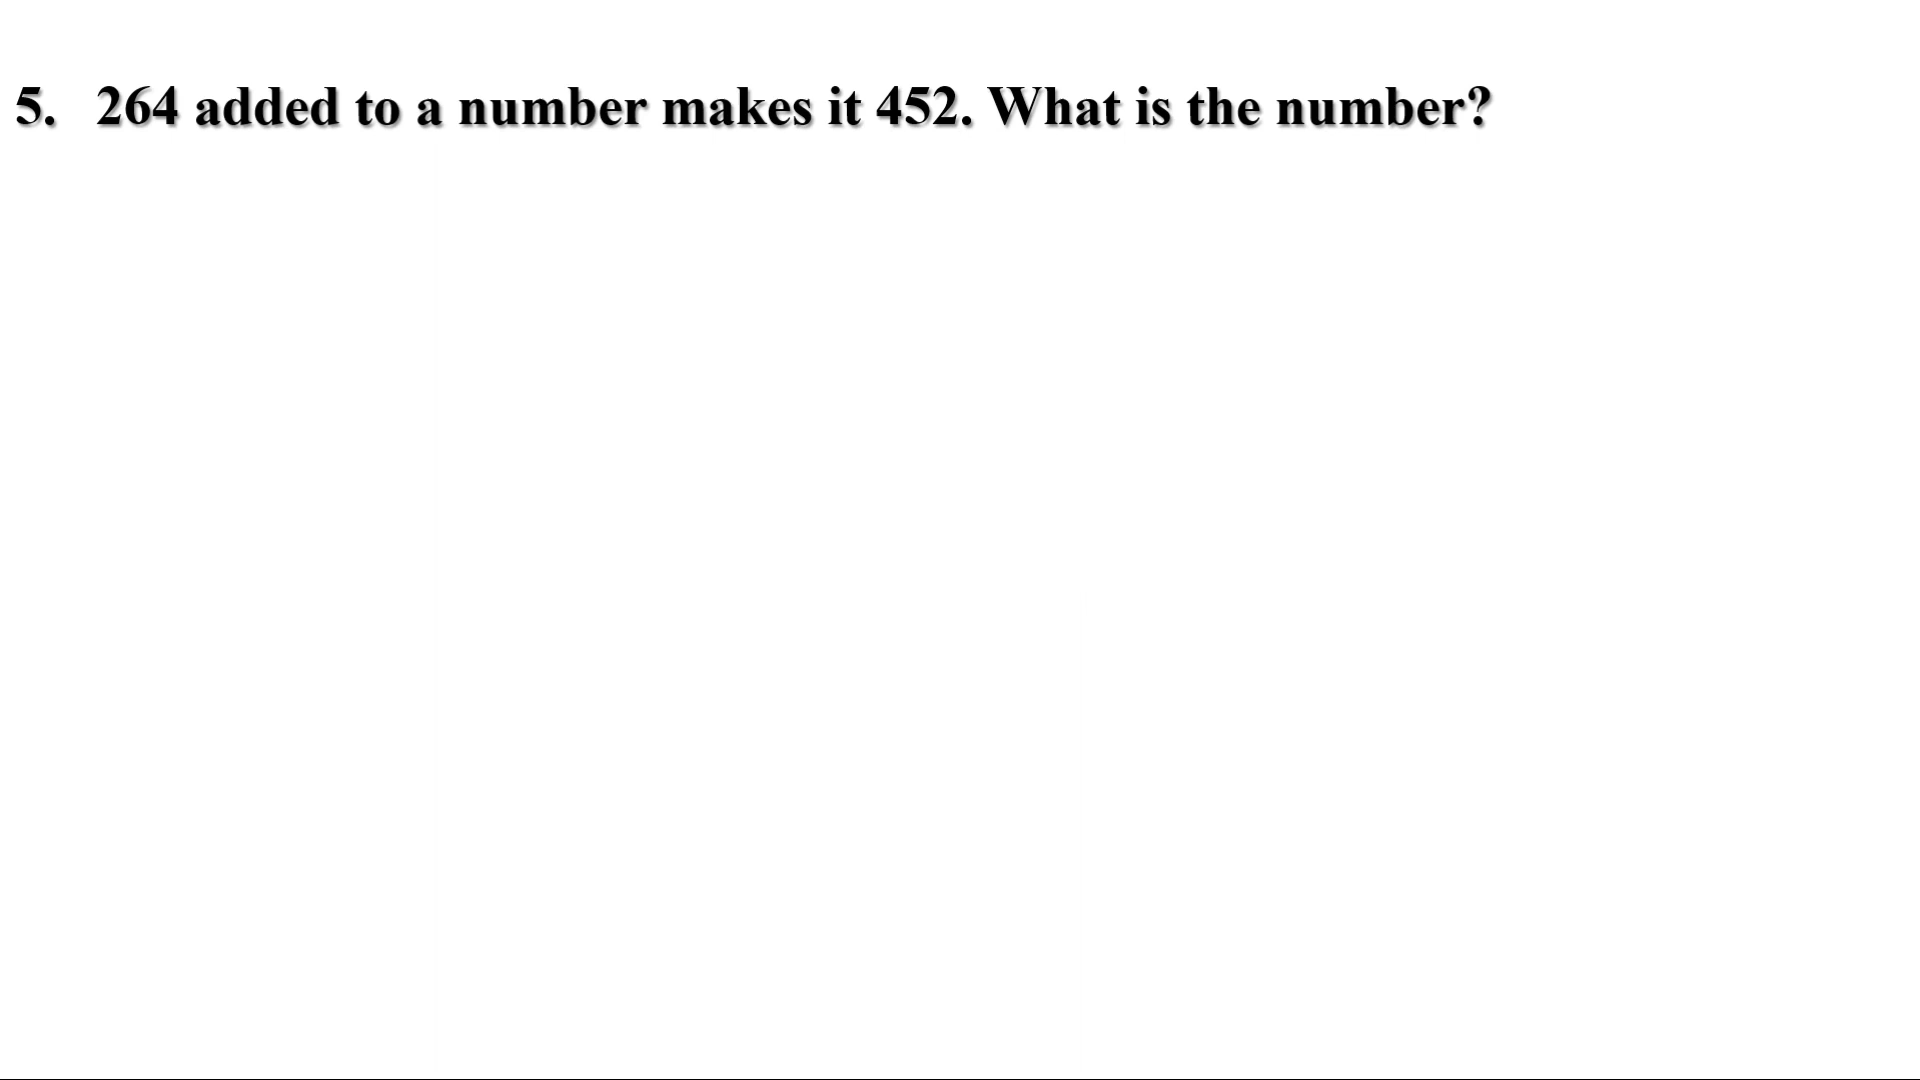 5. 264 added to a number makes it 452. What is the number?